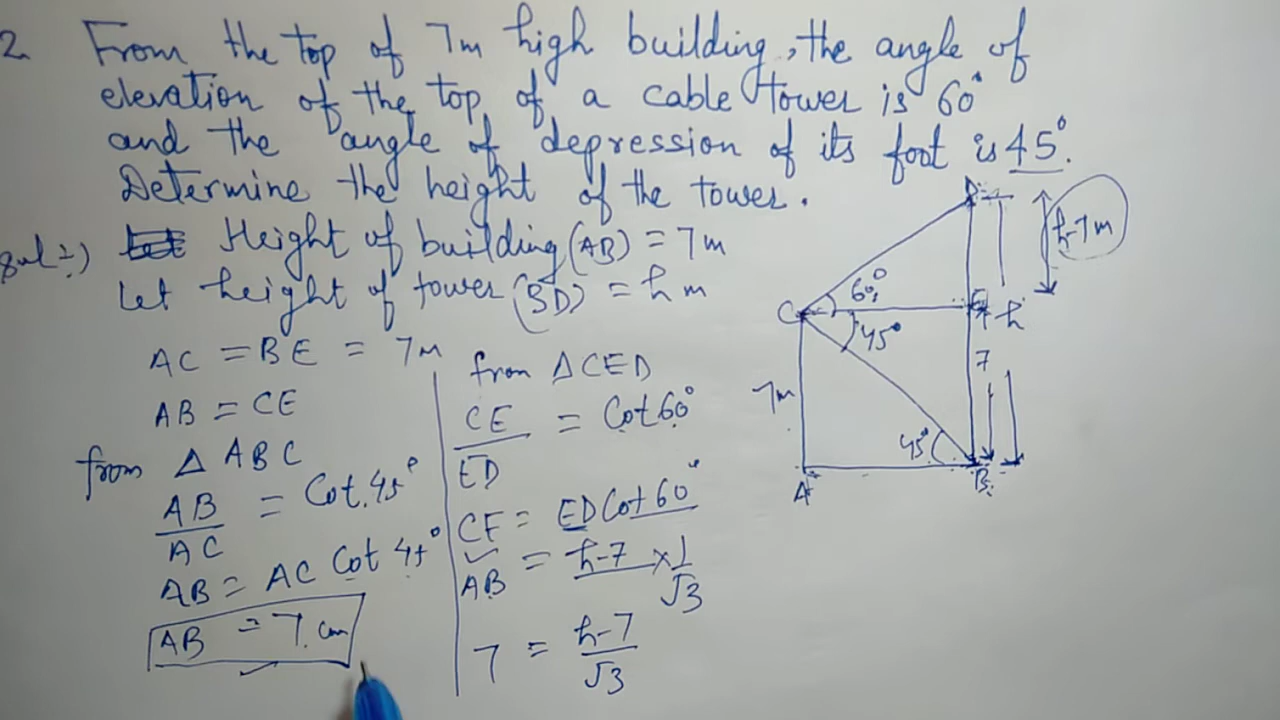 2 From the top of 7m high building, the angle of
elevation of the top of a cable tower is 60°
and the angle of depression of its foot is 45°.
Determine the height of the tower.
Sol²:) Height of building (AB) = 7m
Let height of tower (BD) = h m
AC = BE = 7m
AB = CE
from △ ABC
AB/AC = Cot 45°
AB = AC Cot 45°
AB = 7 cm
from △CED
CE/ED = Cot 60°
CE = ED Cot 60°
AB = h-7 × 1/√3
7 = h-7/√3
D
h-7m
60°
C
E
h
45°
7
7m
45°
A
B